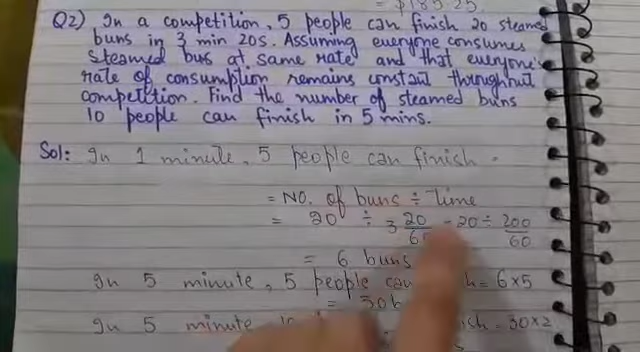 = $185.25
Q2) In a competition, 5 people can finish 20 steamed
buns in 3 min 20s. Assuming everyone consumes
steamed bus at same rate and that everyone's
rate of consumption remains constant throughout
competition. Find the number of steamed buns
10 people can finish in 5 mins.
Sol: In 1 minute, 5 people can finish.
= NO. of buns ÷ Time
= 20 ÷ 3 20/60 = 20 ÷ 200/60
= 6 buns
In 5 minute, 5 people can = 6×5
= 30
In 5 minute = 30×2